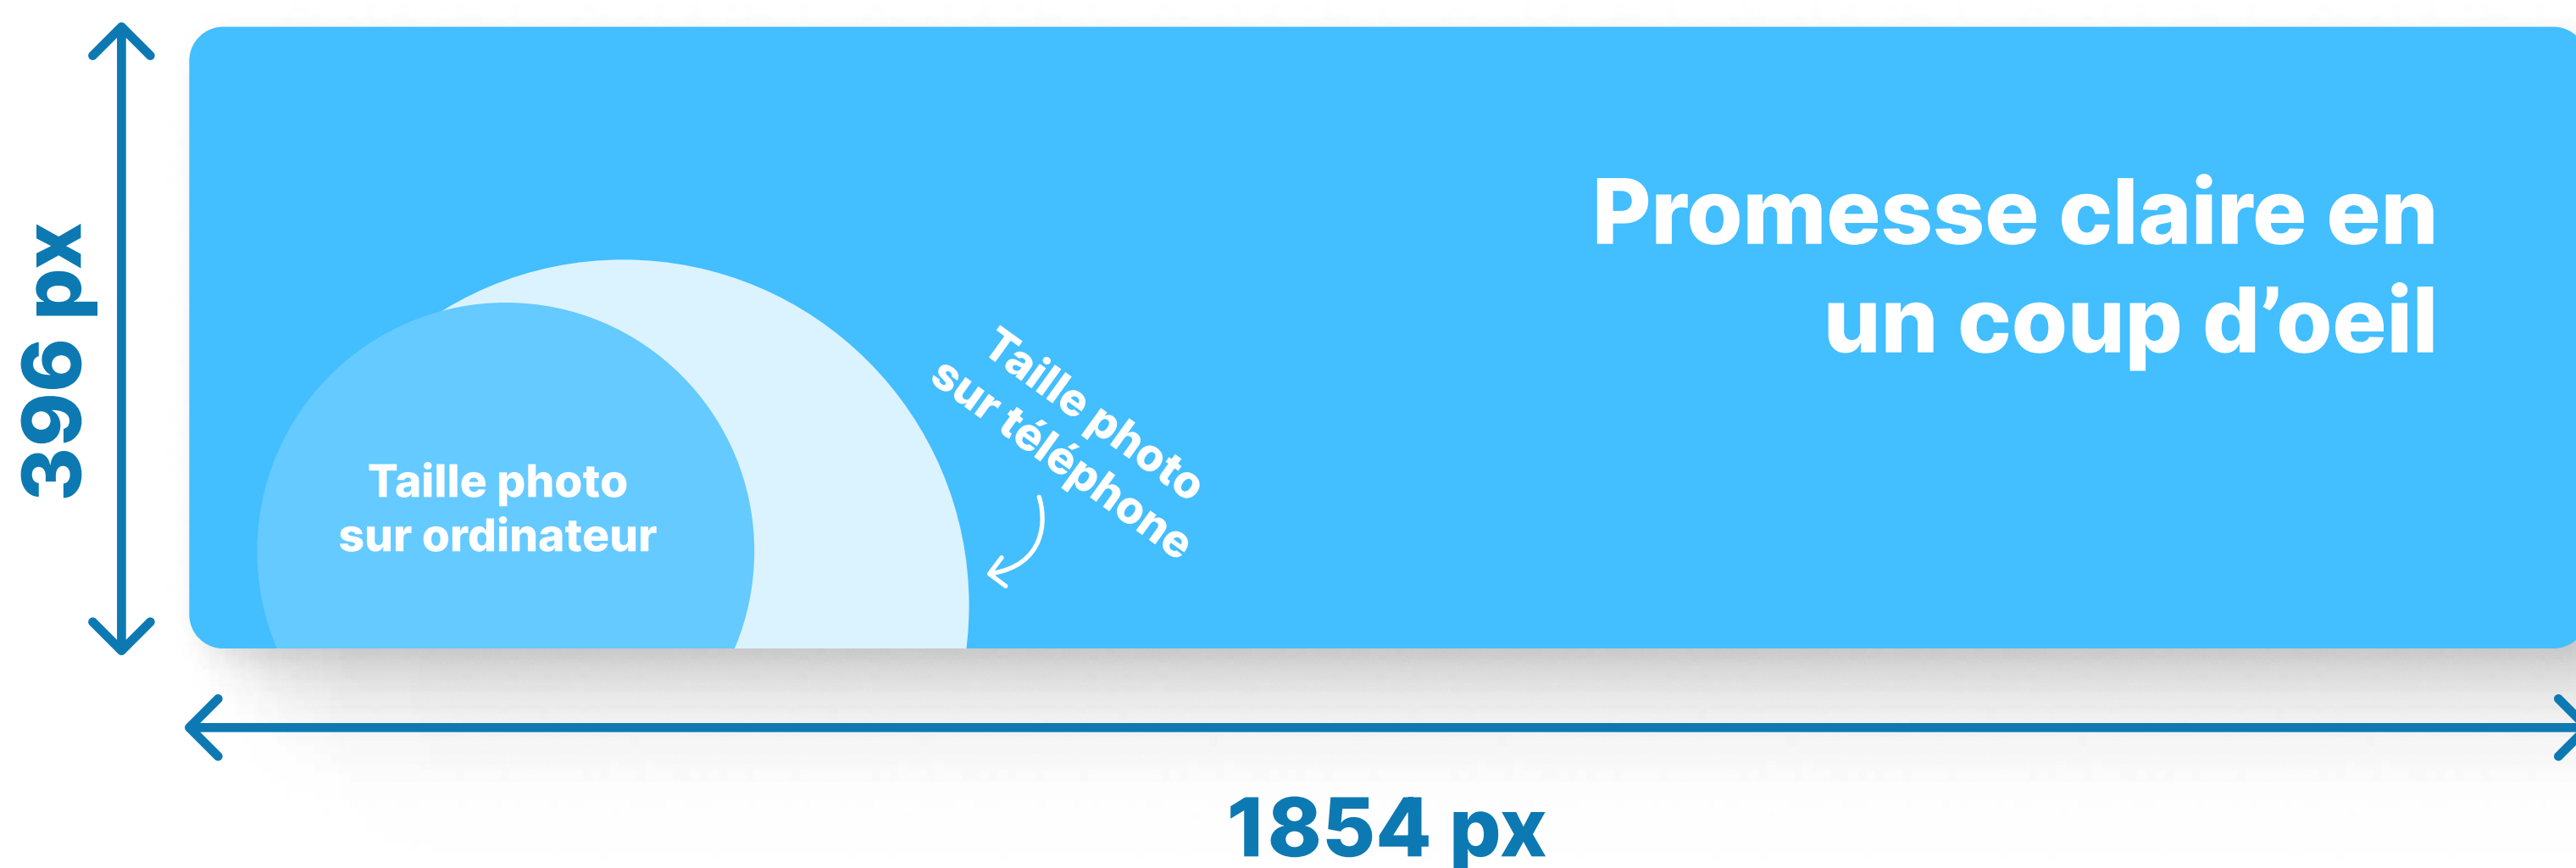 396 px
Promesse claire en
un coup d’oeil
Taille photo
sur téléphone
Taille photo
sur ordinateur
1854 px